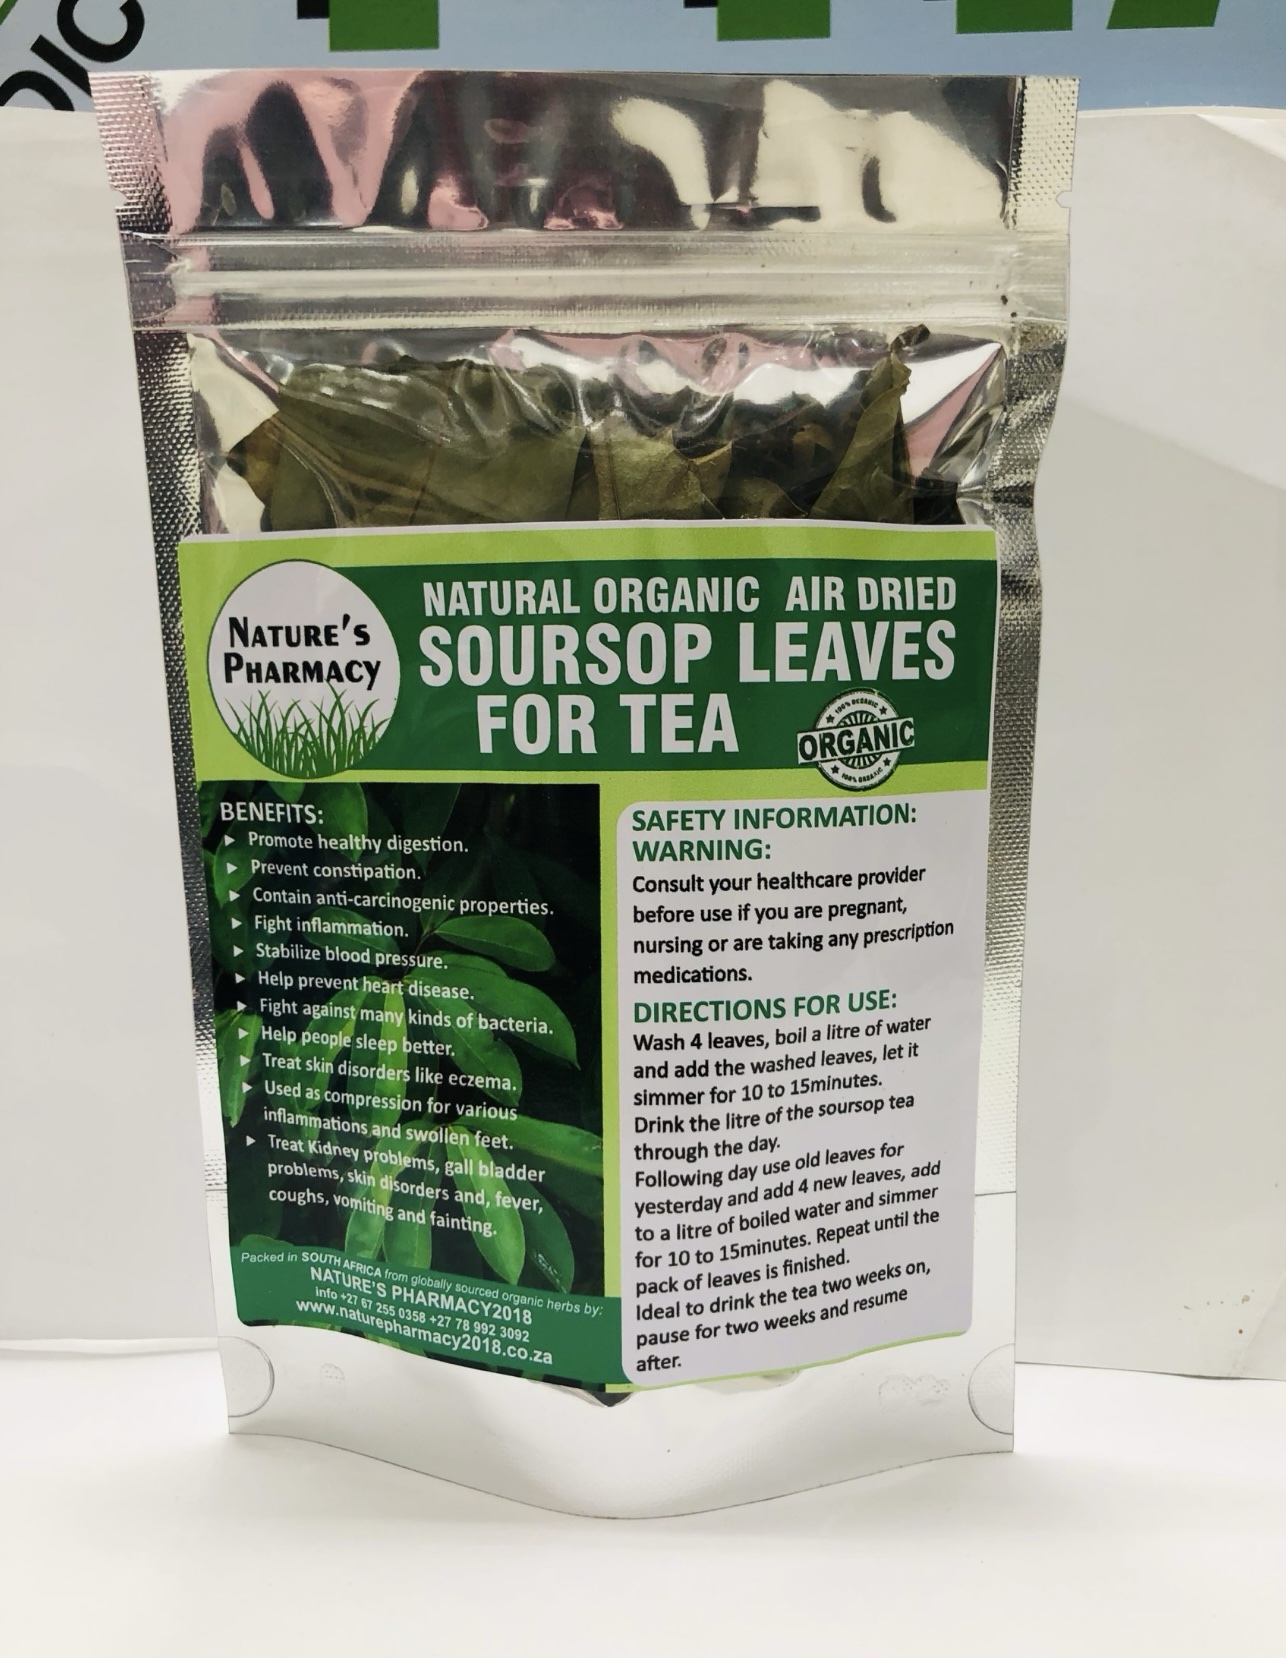 DIC
NATURE'S
PHARMACY
NATURAL ORGANIC AIR DRIED
SOURSOP LEAVES
FOR TEA
100% ORGANIC
ORGANIC
100% ORGANIC
BENEFITS:
► Promote healthy digestion.
► Prevent constipation.
► Contain anti-carcinogenic properties.
► Fight inflammation.
► Stabilize blood pressure.
► Help prevent heart disease.
► Fight against many kinds of bacteria.
► Help people sleep better.
► Treat skin disorders like eczema.
► Used as compression for various
inflammations and swollen feet.
► Treat Kidney problems, gall bladder
problems, skin disorders and, fever,
coughs, vomiting and fainting.
Packed in SOUTH AFRICA from globally sourced organic herbs by:
NATURE'S PHARMACY2018
info +27 67 255 0358 +27 78 992 3092
www.naturepharmacy2018.co.za
SAFETY INFORMATION:
WARNING:
Consult your healthcare provider
before use if you are pregnant,
nursing or are taking any prescription
medications.
DIRECTIONS FOR USE:
Wash 4 leaves, boil a litre of water
and add the washed leaves, let it
simmer for 10 to 15minutes.
Drink the litre of the soursop tea
through the day.
Following day use old leaves for
yesterday and add 4 new leaves, add
to a litre of boiled water and simmer
for 10 to 15minutes. Repeat until the
pack of leaves is finished.
Ideal to drink the tea two weeks on,
pause for two weeks and resume
after.